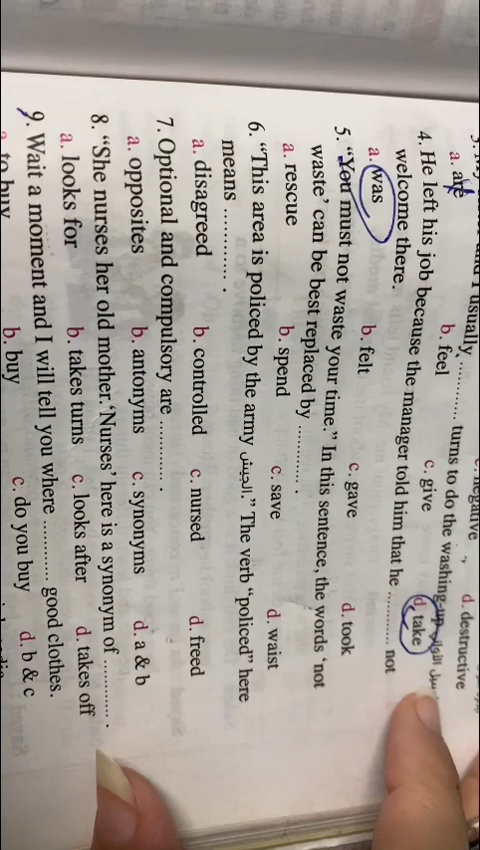 and I usually ............ turns to do the washing-up
a. are b. feel c. give d. take
c. negative d. destructive
4. He left his job because the manager told him that he ............ not
welcome there.
a. was b. felt c. gave d. took
5. "You must not waste your time." In this sentence, the words 'not
waste' can be best replaced by ............ .
a. rescue b. spend c. save d. waist
6. "This area is policed by the army الجيش." The verb "policed" here
means ............ .
a. disagreed b. controlled c. nursed d. freed
7. Optional and compulsory are ............ .
a. opposites b. antonyms c. synonyms d. a & b
8. "She nurses her old mother.'Nurses' here is a synonym of ............ .
a. looks for b. takes turns c. looks after d. takes off
9. Wait a moment and I will tell you where ............ good clothes.
a. to buy b. buy c. do you buy d. b & c